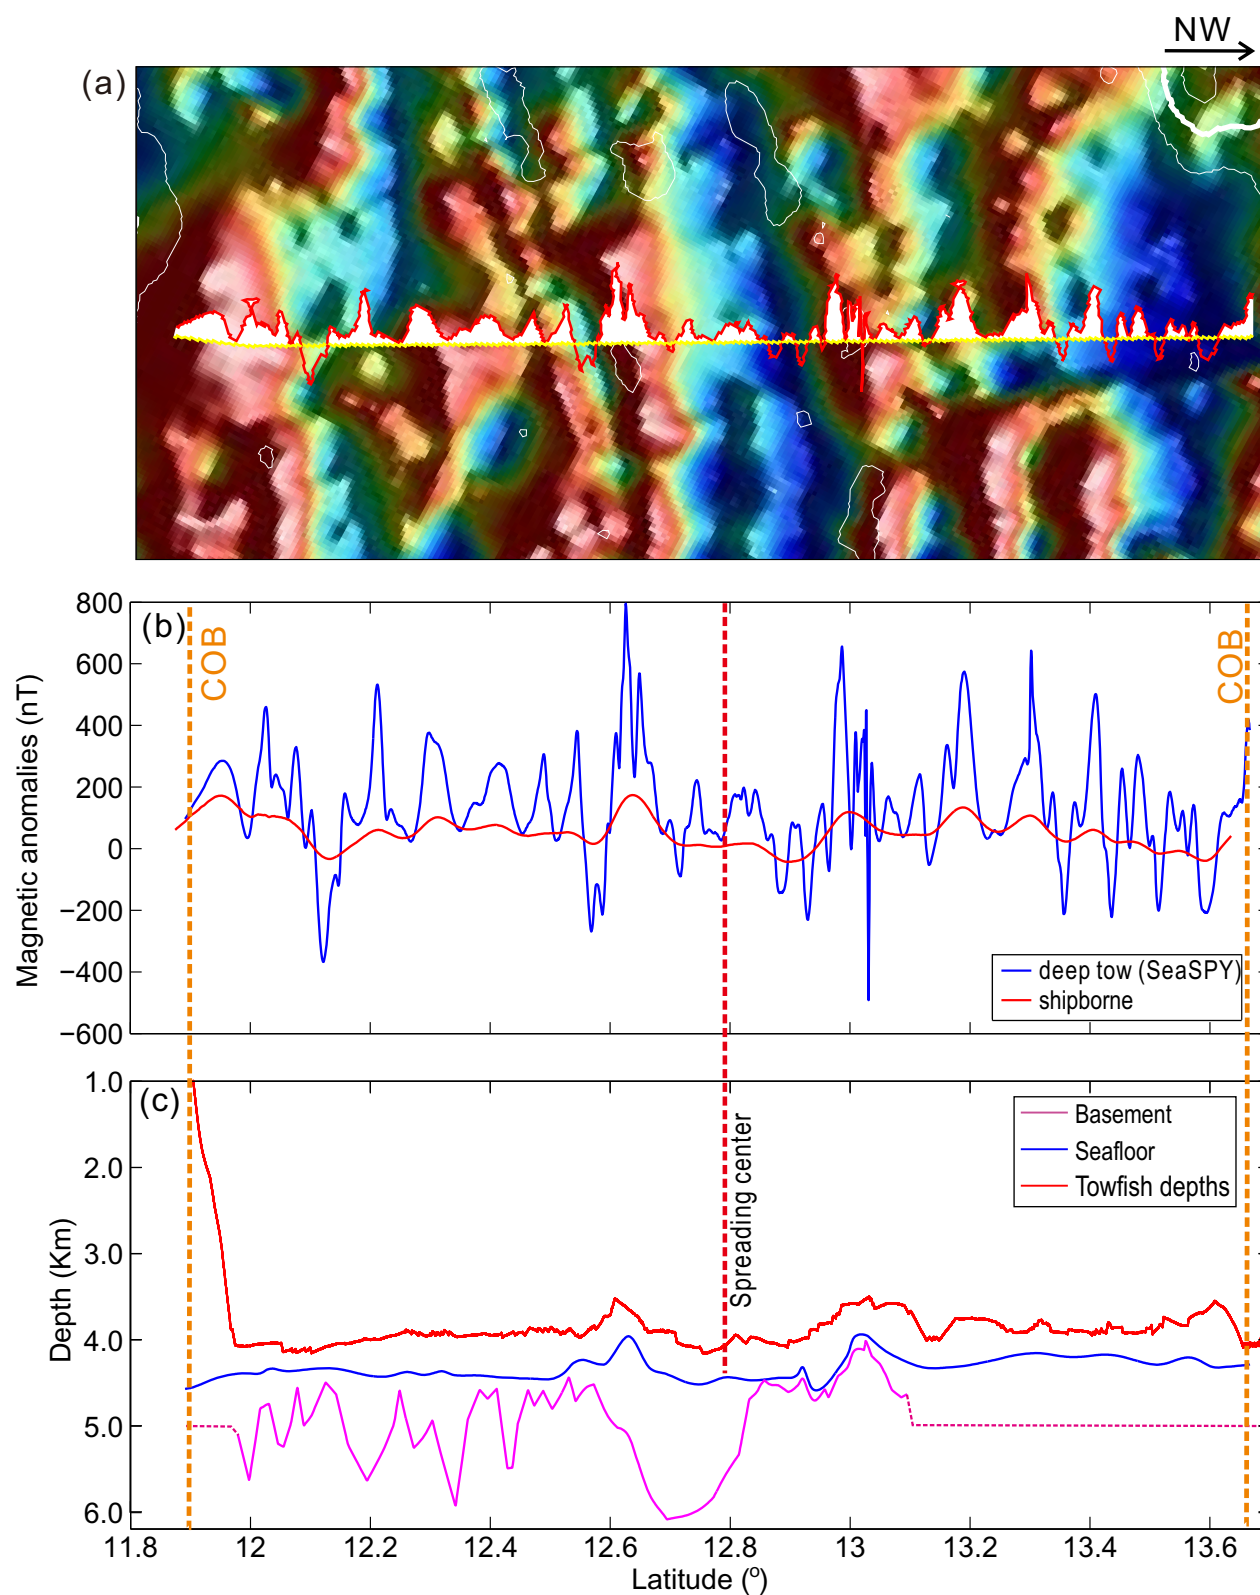 NW
(a)
(b)
800
600
400
200
0
−200
−400
−600
Magnetic anomalies (nT)
COB
COB
deep tow (SeaSPY)
shipborne
(c)
1.0
2.0
3.0
4.0
5.0
6.0
Depth (Km)
Spreading center
Basement
Seafloor
Towfish depths
11.8 12 12.2 12.4 12.6 12.8 13 13.2 13.4 13.6
Latitude (º)